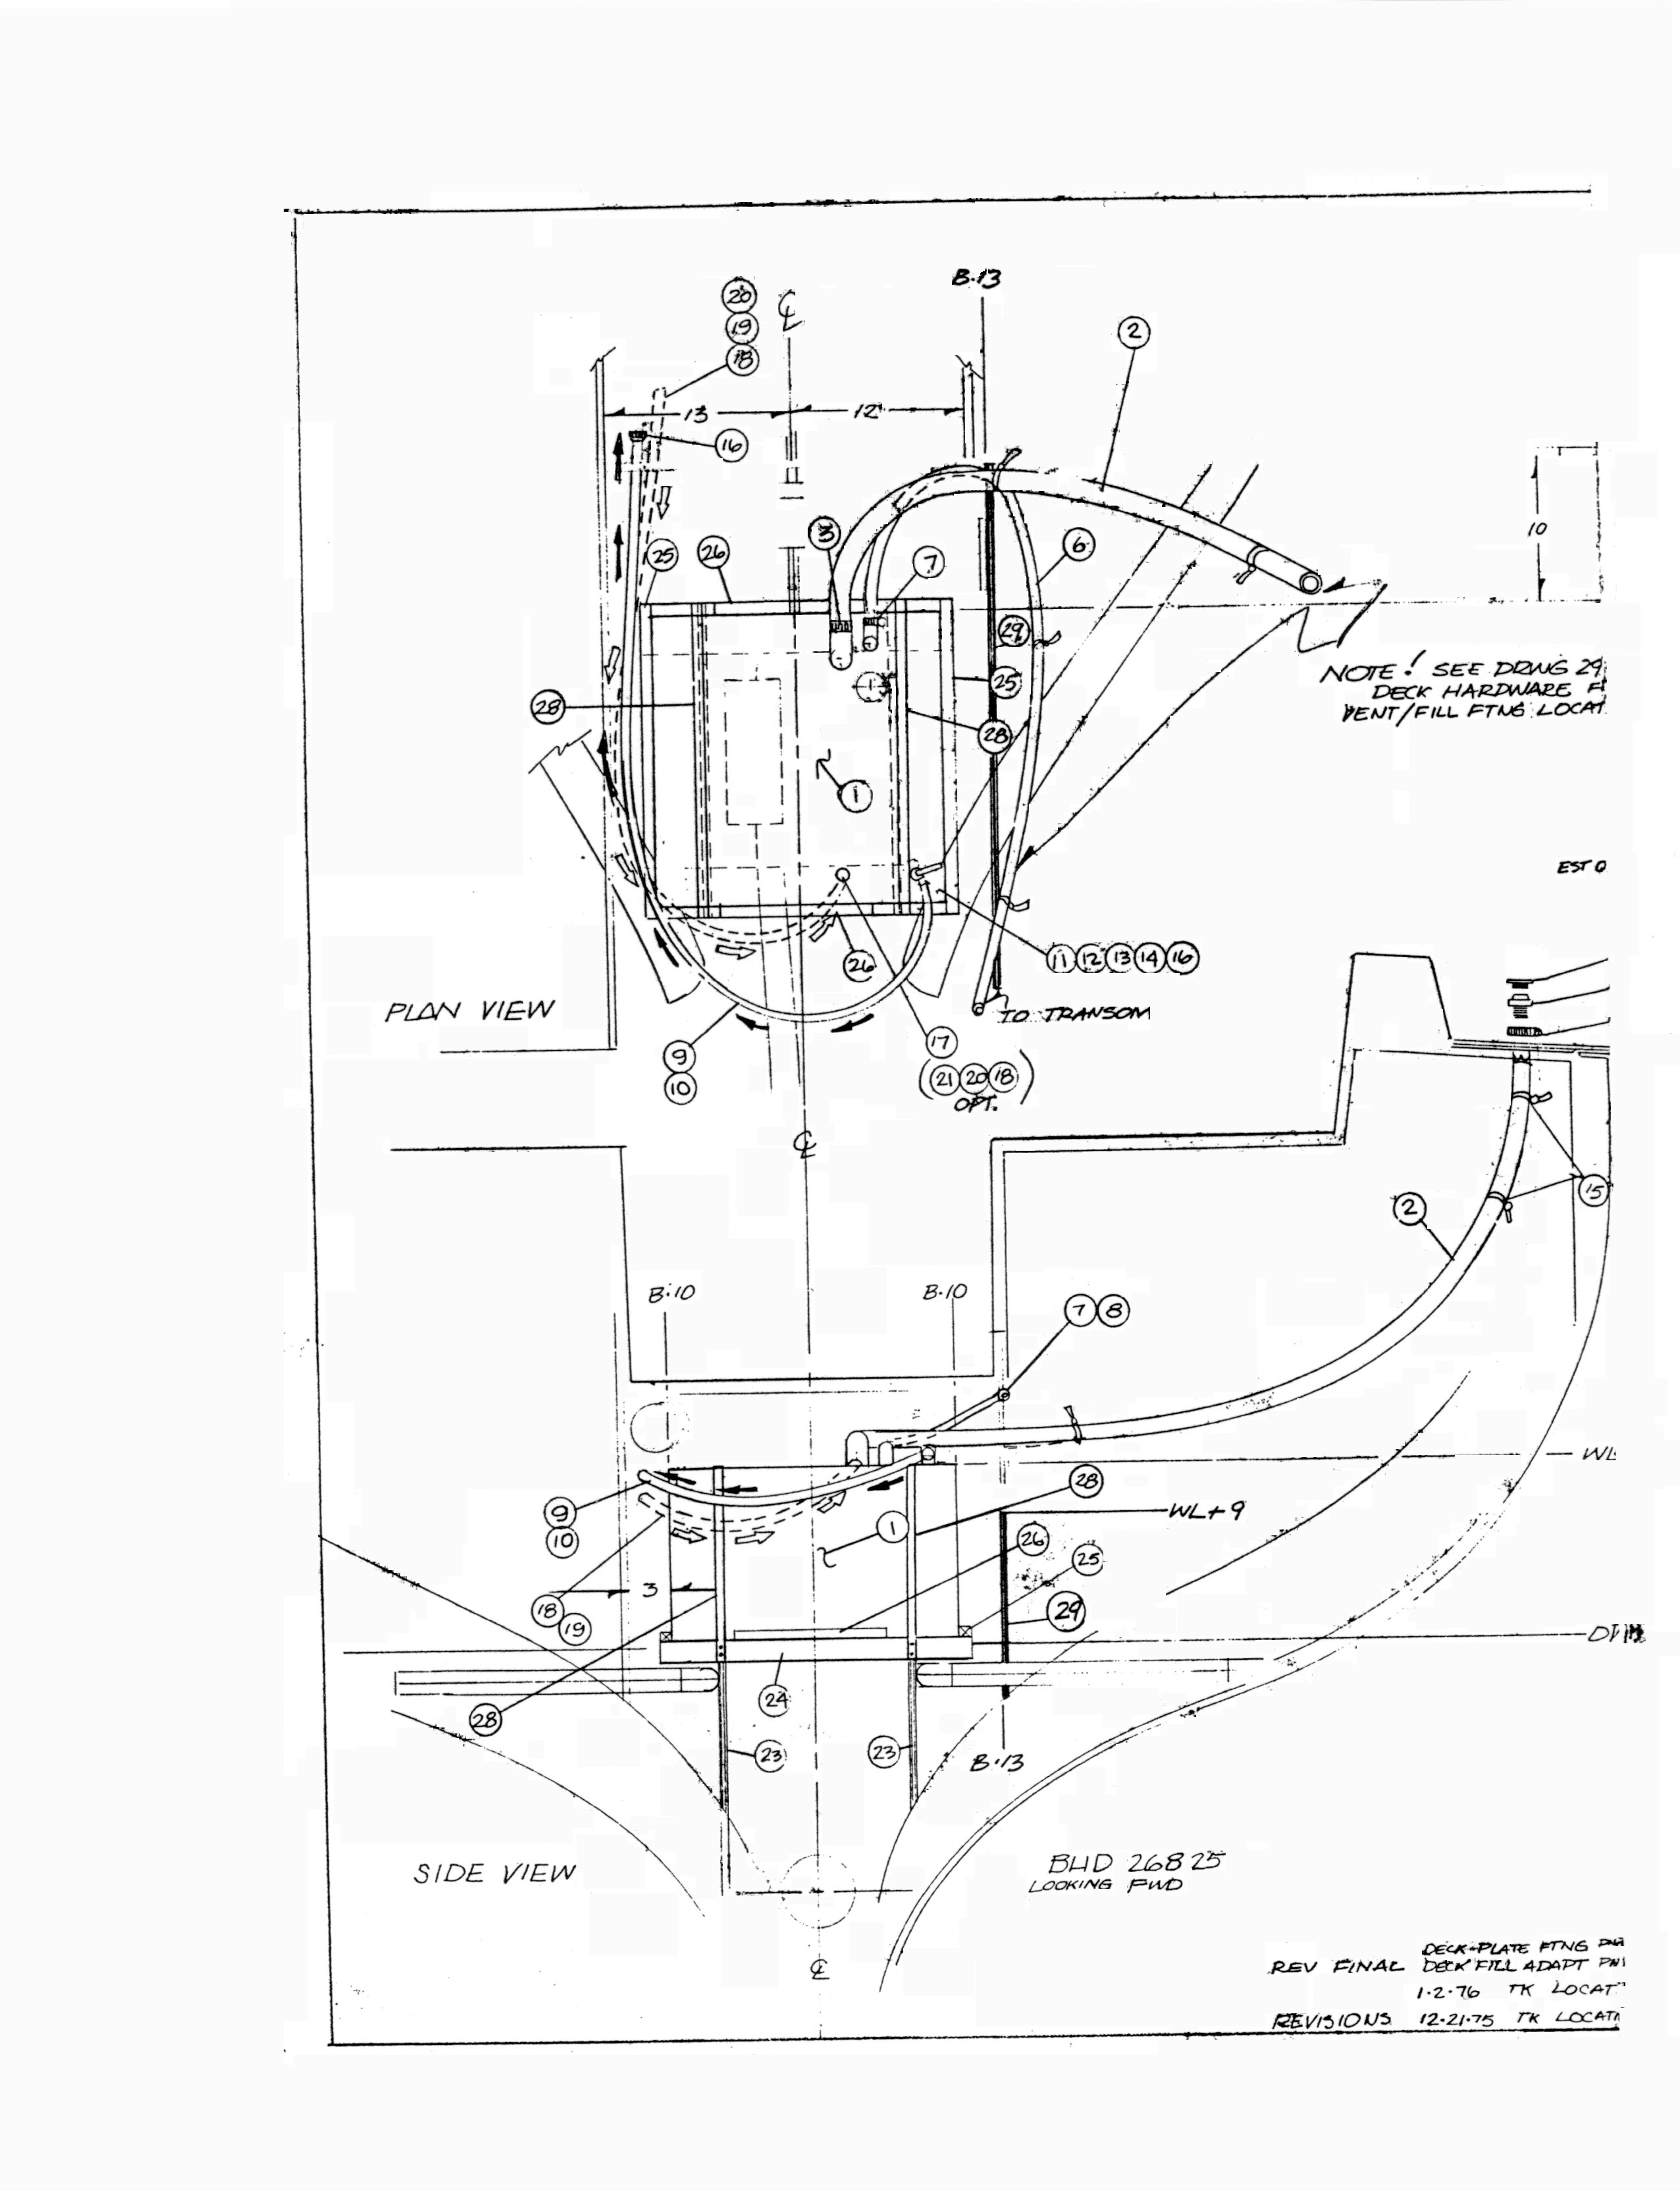 B·13
20
19
18
℄
2
13
12
16
3
25
26
7
6
10
29
NOTE! SEE DRWNG 29
DECK HARDWARE
VENT/FILL FTNG LOCAT
28
25
28
1
EST
26
11 12 13 14 16
PLAN VIEW
TO TRANSOM
17
9
10
(21 20 18)
OPT.
℄
15
2
B·10
B·10
7 8
WL
28
WL+9
9
10
1
26
25
3
18
19
29
24
28
23
23
B·13
SIDE VIEW
BHD 268 25
LOOKING FWD
℄
DECK-PLATE FTNG
REV FINAL DECK FILL ADAPT
1·2·76 TK LOCAT
REVISIONS 12·21·75 TK LOCAT